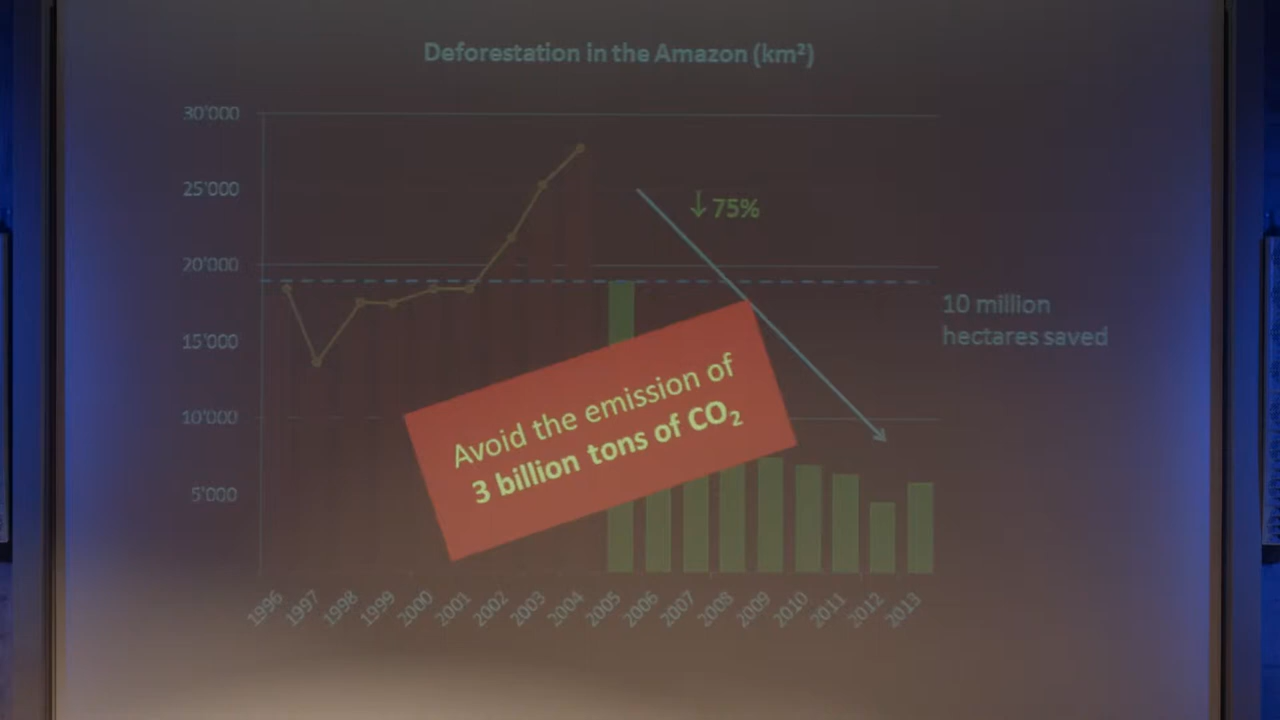 Deforestation in the Amazon (km²)
30'000
25'000
20'000
15'000
10'000
5'000
↓ 75%
10 million
hectares saved
Avoid the emission of
3 billion tons of CO₂
1996 1997 1998 1999 2000 2001 2002 2003 2004 2005 2006 2007 2008 2009 2010 2011 2012 2013